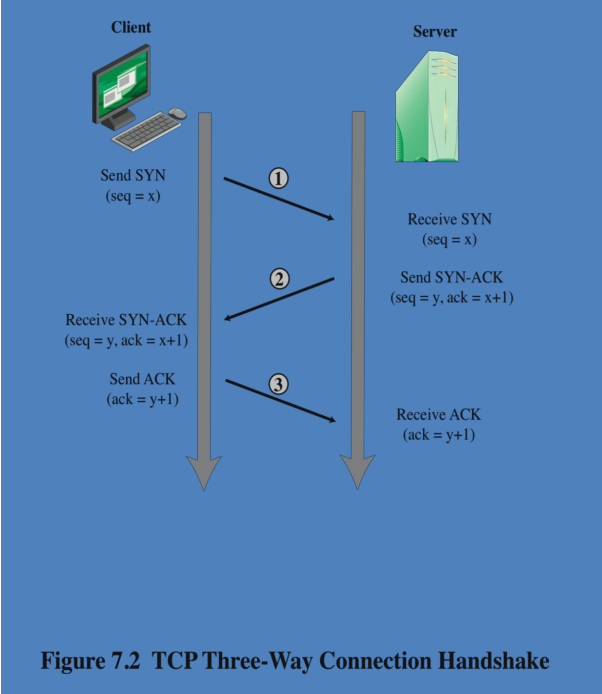 Client
Server
Send SYN
(seq = x)
1
Receive SYN
(seq = x)
2
Send SYN-ACK
(seq = y, ack = x+1)
Receive SYN-ACK
(seq = y, ack = x+1)
Send ACK
(ack = y+1)
3
Receive ACK
(ack = y+1)
Figure 7.2 TCP Three-Way Connection Handshake